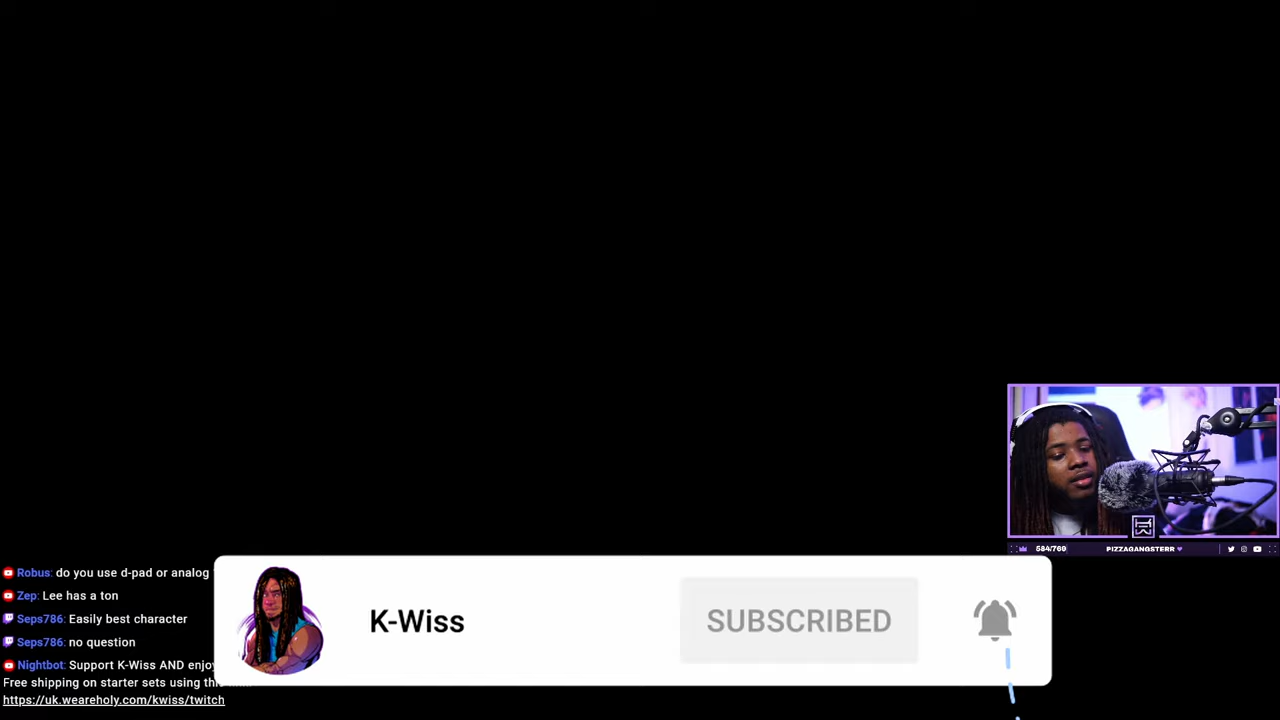 584/769
PIZZAGANGSTERR
Robus: do you use d-pad or analog
Zep: Lee has a ton
Seps786: Easily best character
Seps786: no question
Nightbot: Support K-Wiss AND enjoy
Free shipping on starter sets using this
https://uk.weareholy.com/kwiss/twitch
K-Wiss
SUBSCRIBED